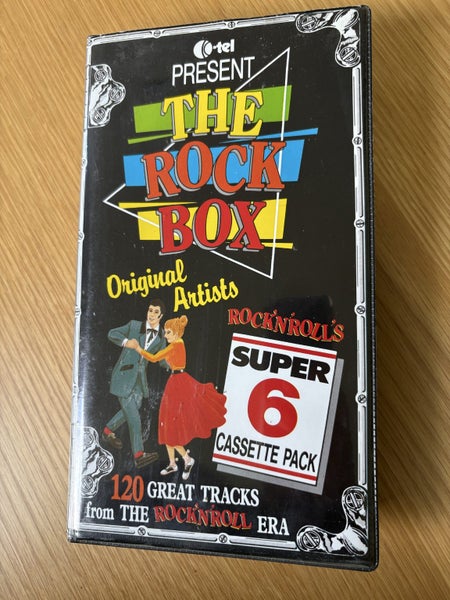 K-tel
PRESENT
THE
ROCK
BOX
Original
Artists
ROCK'N'ROLL'S
SUPER
6
CASSETTE PACK
120 GREAT TRACKS
from THE ROCK'N'ROLL ERA